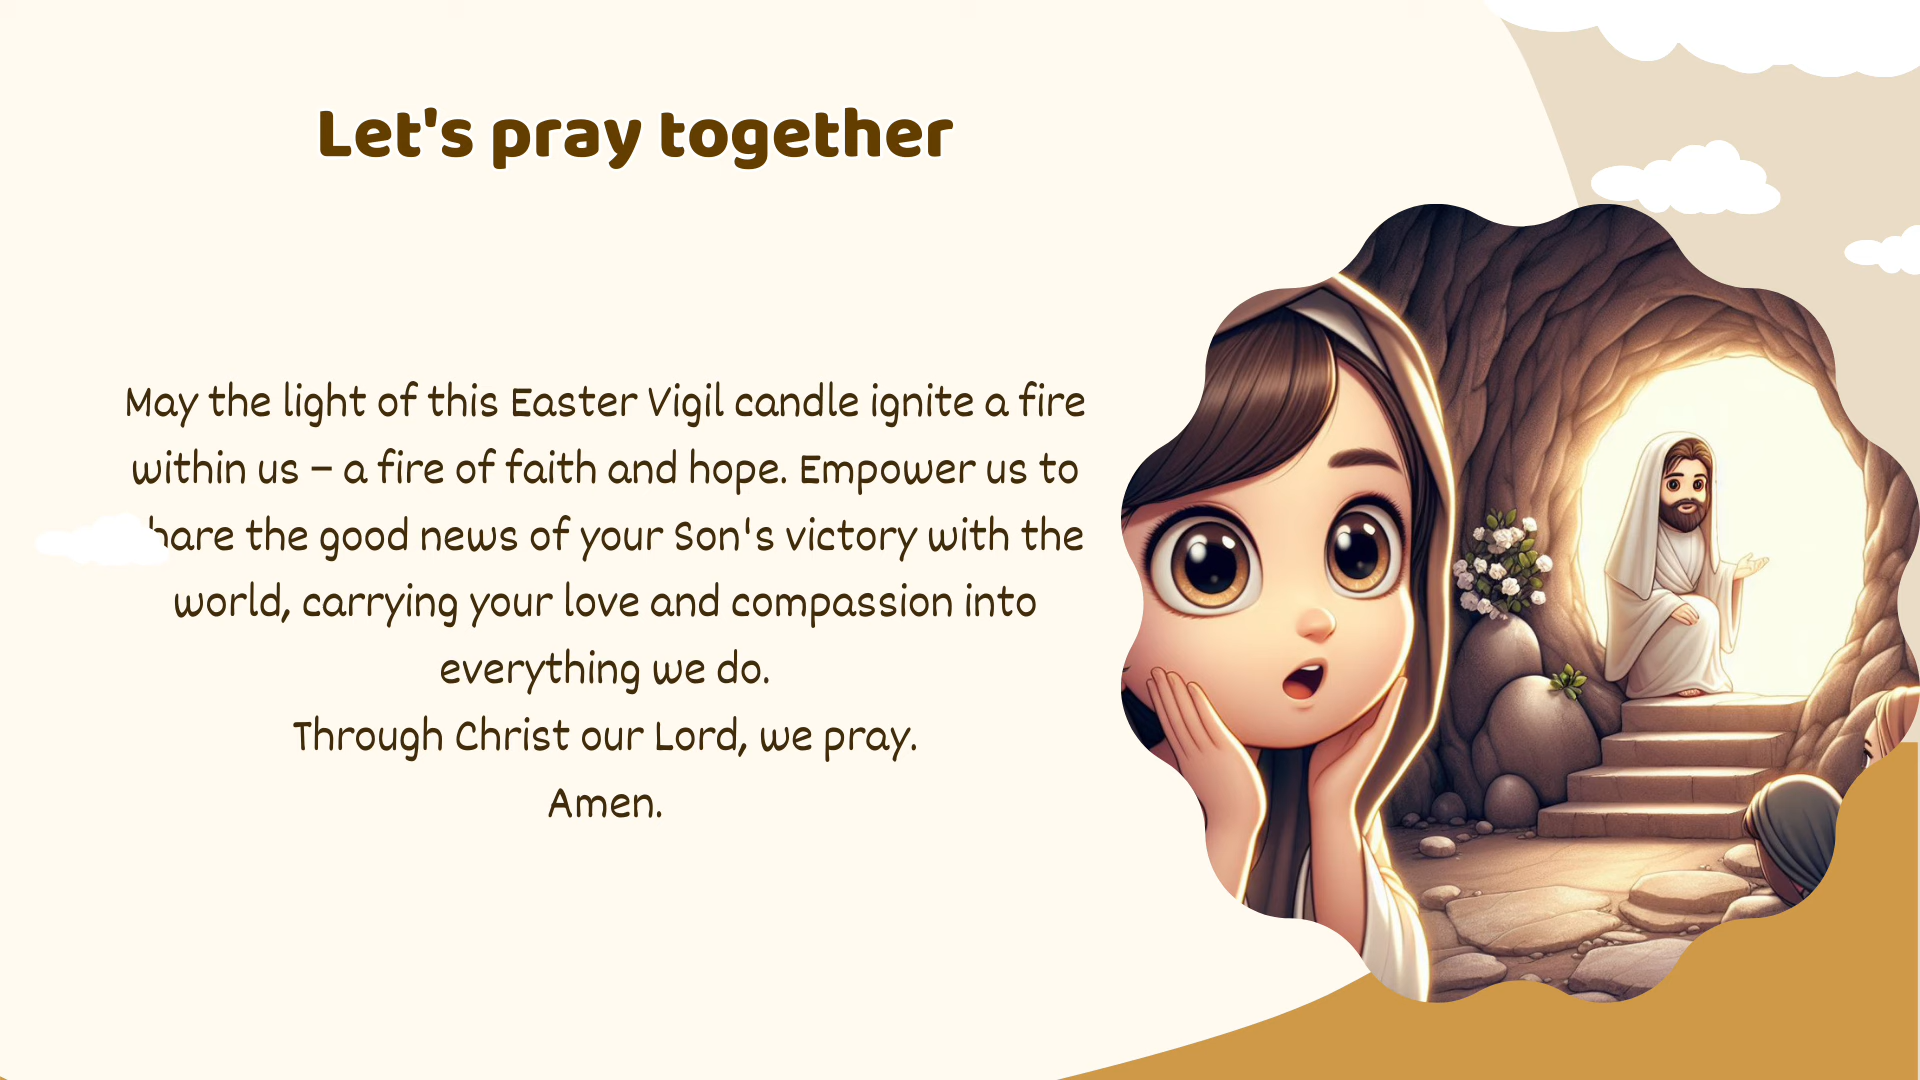 Let's pray together
May the light of this Easter Vigil candle ignite a fire
within us – a fire of faith and hope. Empower us to
hare the good news of your Son's victory with the
world, carrying your love and compassion into
everything we do.
Through Christ our Lord, we pray.
Amen.